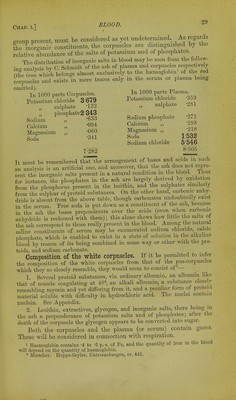 CHAP. I.] BLOOD. 29
group present, must be considered as yet undetermined. As regards
the inorganic constituents, the corpuscles are distinguished by the
relative abundance of the salts of potassium and of phosphates.
The distribution of inorganic salts in blood may be seen from the follow-
ing analysis by C. Schmidt of the ash of plasma and corpuscles respectively
(the iron which belongs almost exclusively to the hæmoglobin¹ of the red
corpuscles and exists in mere traces only in the serum or plasma being
omitted).
In 1000 parts Corpuscles.
Potassium chloride 3·679
„ sulphate ·132
„ phosphate 2·343
Sodium „ ·633
Calcium „ ·094
Magnesium „ ·060
Soda ·341
7·282
In 1000 parts Plasma.
Potassium chloride ·359
„ sulphate ·281
Sodium phosphate ·271
Calcium „ ·298
Magnesium „ ·218
Soda 1·532
Sodium chloride 5·546
8·505
It must be remembered that the arrangement of bases and acids in such
an analysis is an artificial one, and moreover, that the ash does not repre-
sent the inorganic salts present in a natural condition in the blood. Thus
for instance, the phosphates in the ash are largely derived by oxidation
from the phosphorus present in the lecithin, and the sulphates similarly
from the sulphur of proteid substances. On the other hand, carbonic anhy-
dride is absent from the above table, though carbonates undoubtedly exist
in the serum. Free soda is put down as a constituent of the ash, because
in the ash the bases preponderate over the acids (even when carbonic
anhydride is reckoned with them); this alone shows how little the salts of
the ash correspond to those really present in the blood. Among the natural
saline constituents of serum may be enumerated sodium chloride, calcic
phosphate, which is enabled to exist in a state of solution in the alkaline
blood by reason of its being combined in some way or other with the pro-
teids, and sodium carbonate.
Composition of the white corpuscles. If it be permitted to infer
the composition of the white corpuscles from that of the pus-corpuscles
which they so closely resemble, they would seem to consist of²—
1. Several proteid substances, viz. ordinary albumin, an albumin like
that of muscle coagulating at 48°, an alkali albumin, a substance closely
resembling myosin and yet differing from it, and a peculiar form of proteid
material soluble with difficulty in hydrochloric acid. The nuclei contain
nuclein. See Appendix.
2. Lecithin, extractives, glycogen, and inorganic salts, there being in
the ash a preponderance of potassium salts and of phosphates; after the
death of the corpuscle the glycogen appears to be converted into sugar.
Both the corpuscles and the plasma (or serum) contain gases.
These will be considered in connection with respiration.
¹ Hæmoglobin contains ·4 to ·6 p. c. of Fe, and the quantity of iron in the blood
will depend on the quantity of hæmoglobin.
² Miescher: Hoppe-Seyler, Untersuchungen, IV. 441.